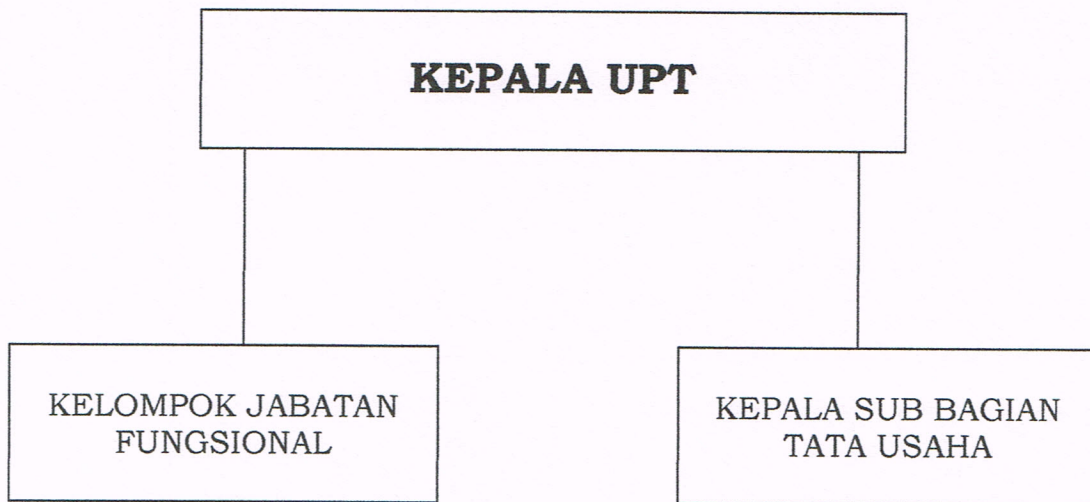 KEPALA UPT
KELOMPOK JABATAN
FUNGSIONAL
KEPALA SUB BAGIAN
TATA USAHA